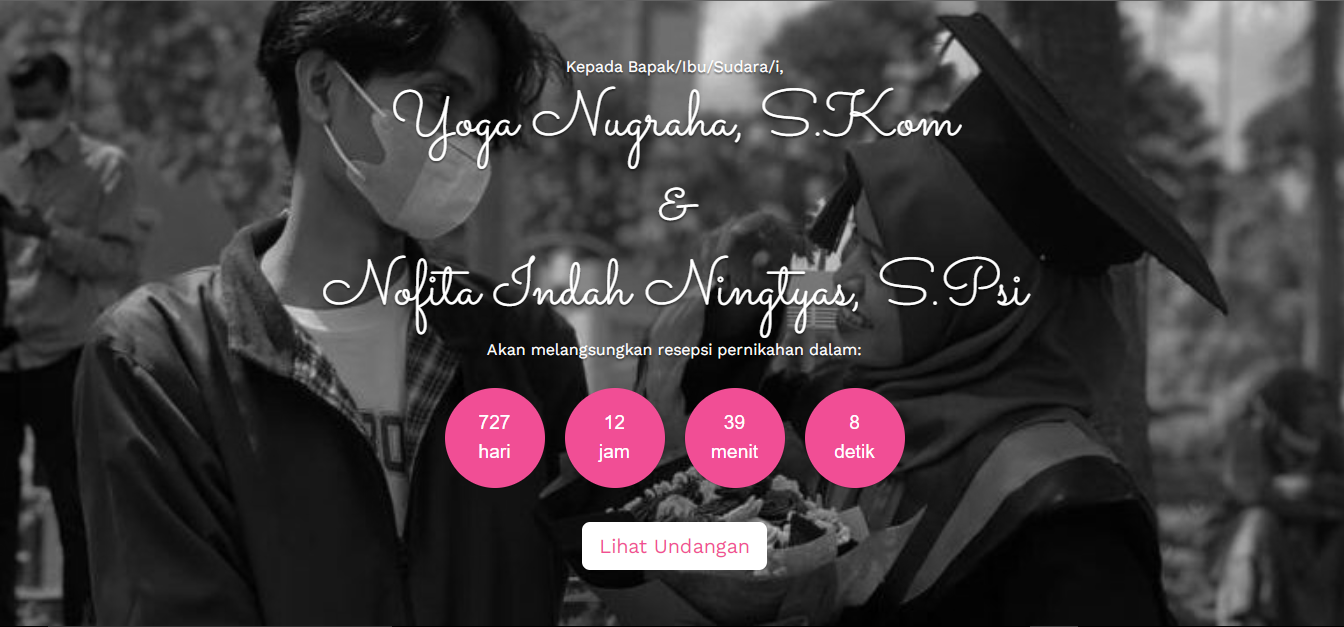 Kepada Bapak/Ibu/Sudara/i,
Yoga Nugraha, S.Kom
&
Nofita Indah Ningtyas, S.Psi
Akan melangsungkan resepsi pernikahan dalam:
727 12 39 8
hari jam menit detik
Lihat Undangan